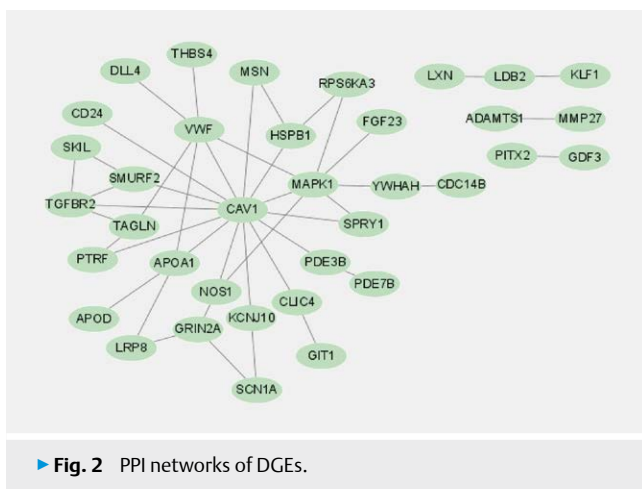 THBS4
DLL4
MSN
RPS6KA3
LXN
LDB2
KLF1
CD24
VWF
HSPB1
FGF23
ADAMTS1
MMP27
SKIL
SMURF2
MAPK1
YWHAH
CDC14B
PITX2
GDF3
TGFBR2
CAV1
TAGLN
SPRY1
PTRF
APOA1
PDE3B
PDE7B
NOS1
CLIC4
APOD
GRIN2A
KCNJ10
LRP8
GIT1
SCN1A
►Fig. 2 PPI networks of DGEs.